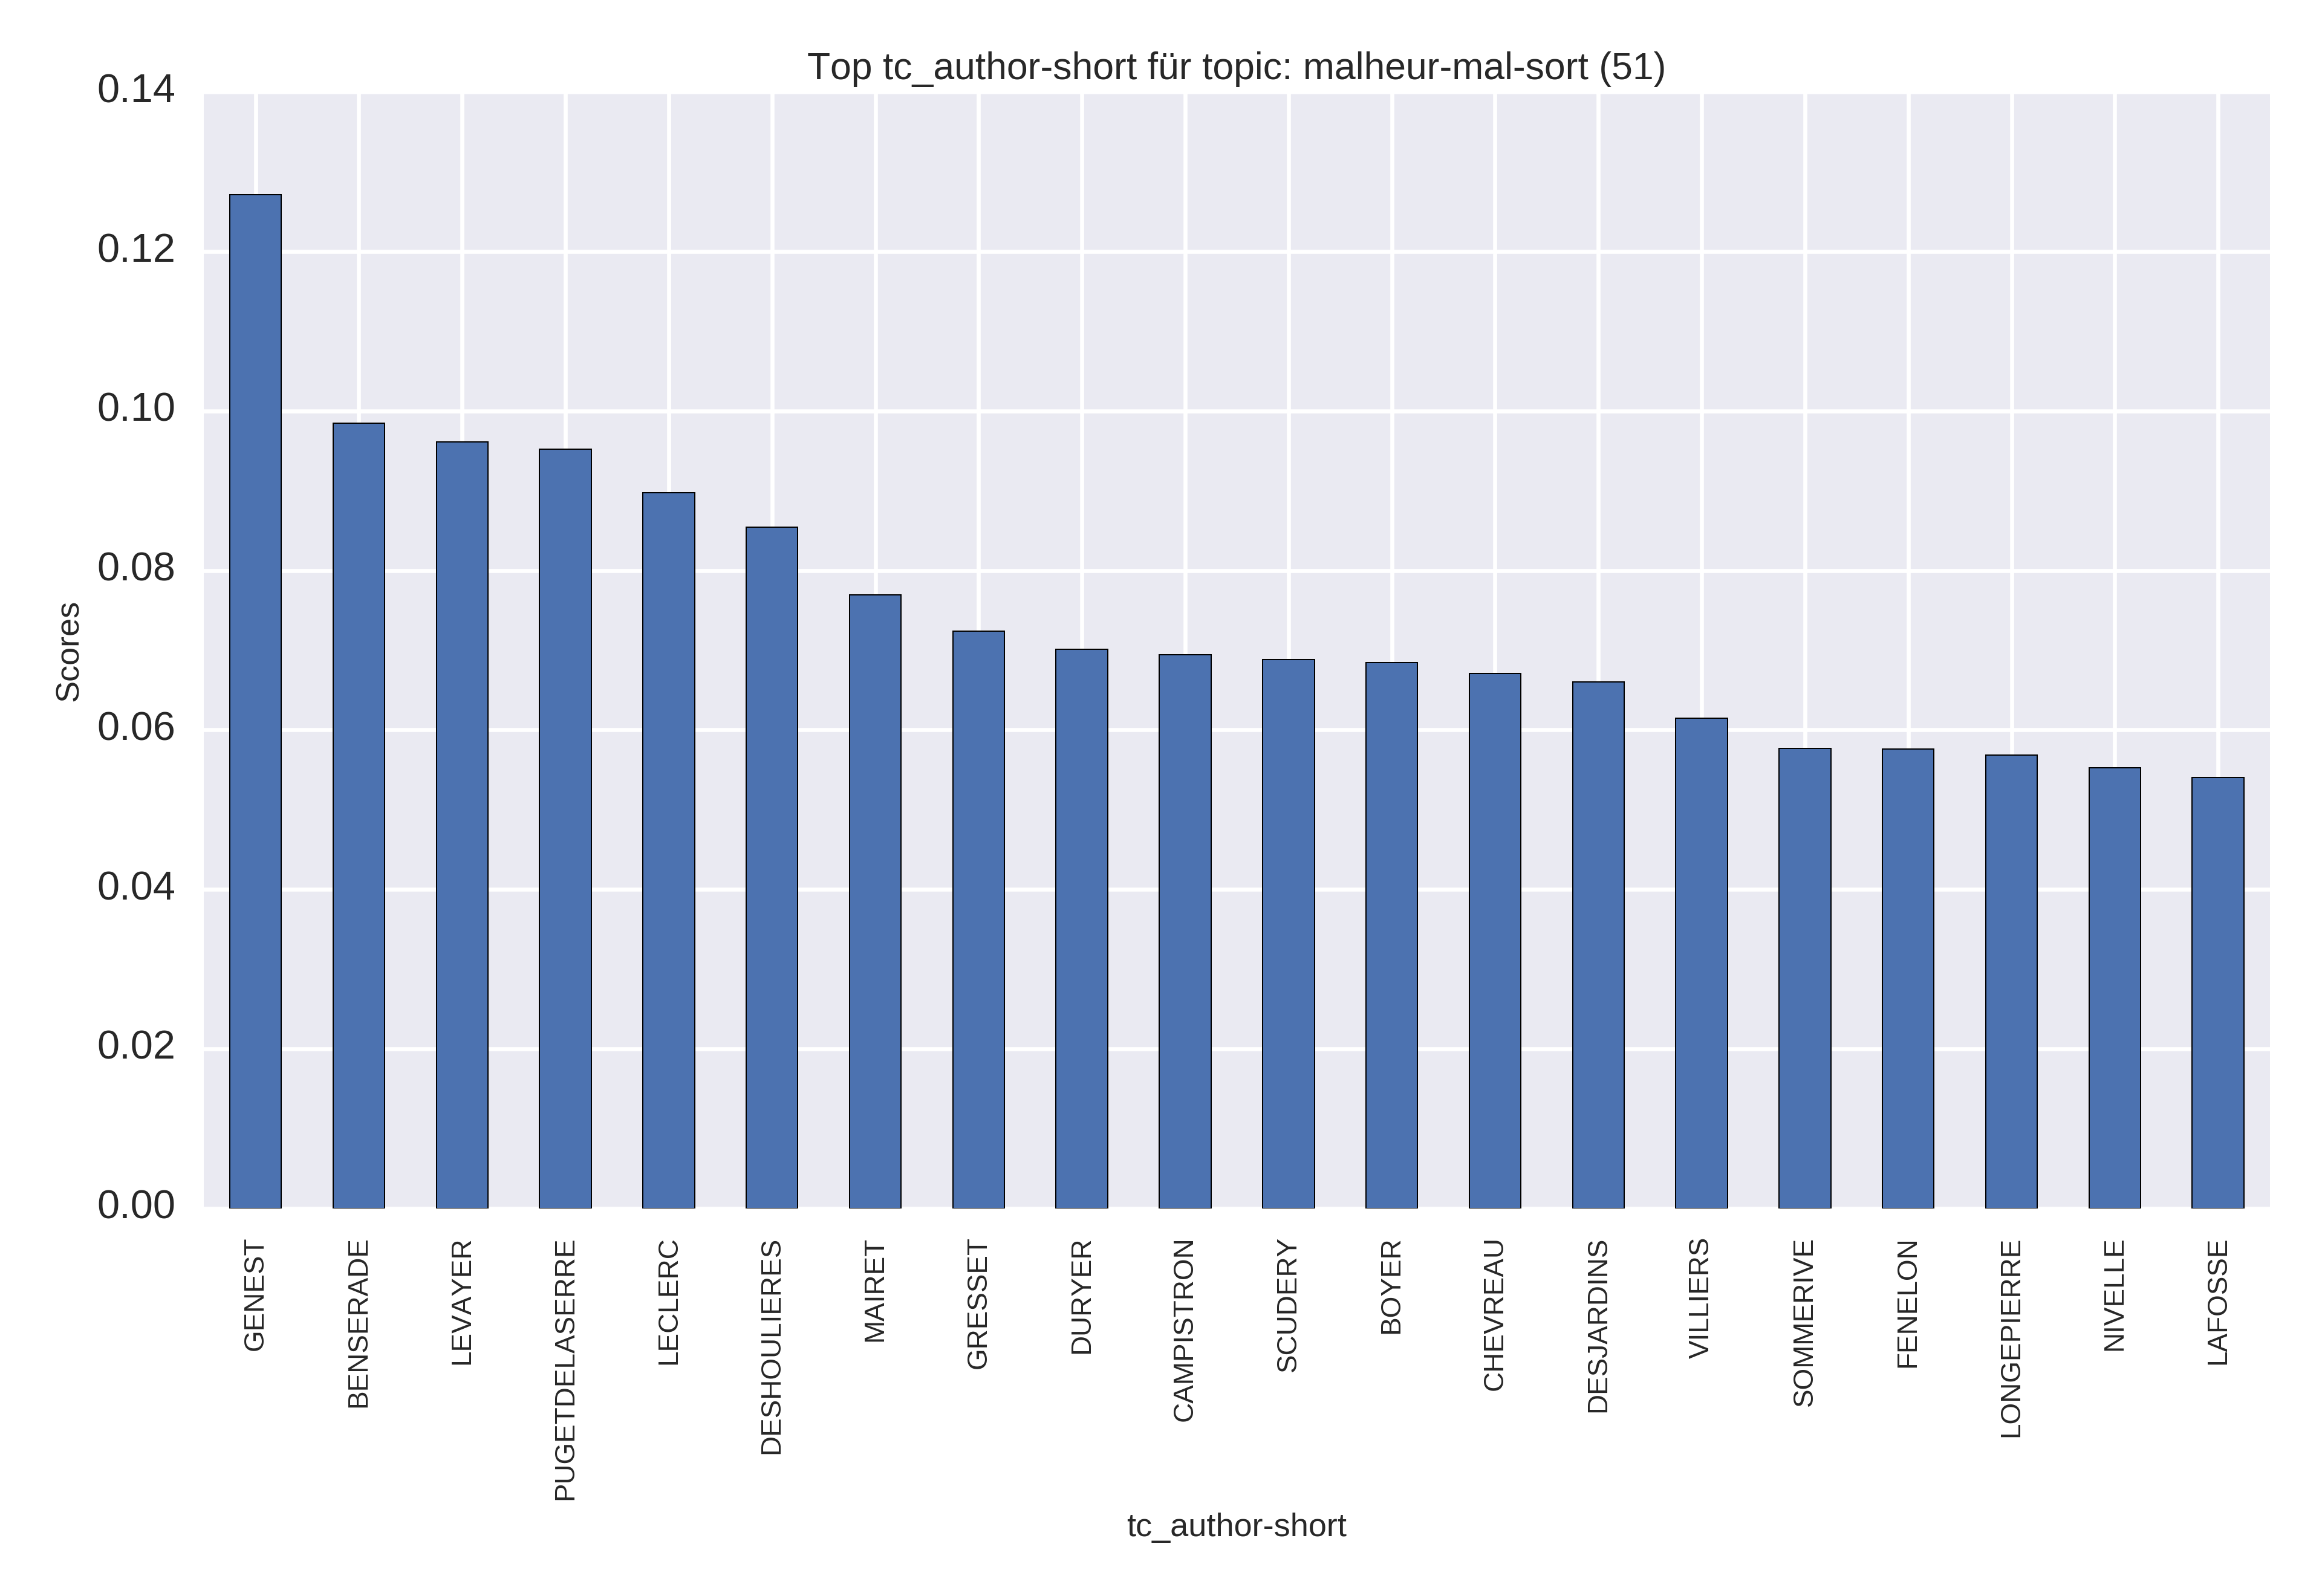 Top tc_author-short für topic: malheur-mal-sort (51)
0.14
0.12
0.10
0.08
0.06
0.04
0.02
0.00
Scores
GENEST
BENSERADE
LEVAYER
PUGETDELASERRE
LECLERC
DESHOULIERES
MAIRET
GRESSET
DURYER
CAMPISTRON
SCUDERY
BOYER
CHEVREAU
DESJARDINS
VILLIERS
SOMMERIVE
FENELON
LONGEPIERRE
NIVELLE
LAFOSSE
tc_author-short